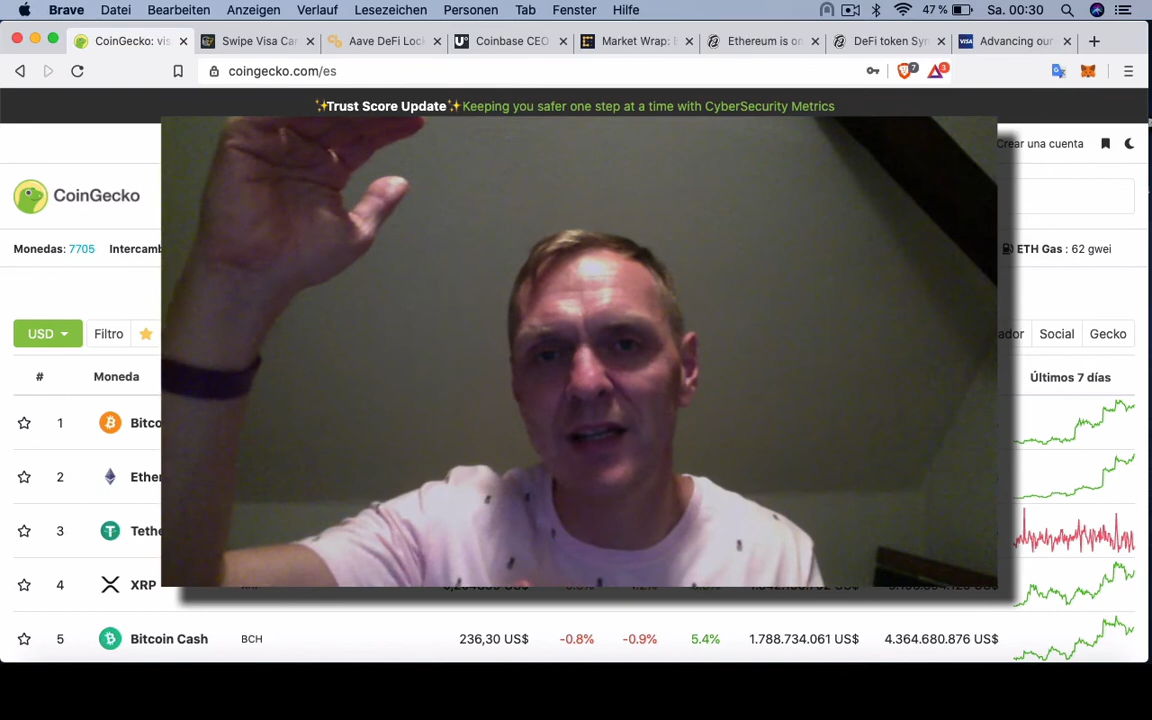 Brave Datei Bearbeiten Anzeigen Verlauf Lesezeichen Personen Tab Fenster Hilfe 47 % Sa. 00:30
CoinGecko: vis Swipe Visa Car Aave DeFi Lock Coinbase CEO Market Wrap: B Ethereum is on DeFi token Syn VISA Advancing our
coingecko.com/es 7 3
✨Trust Score Update✨Keeping you safer one step at a time with CyberSecurity Metrics
Crear una cuenta
CoinGecko
Monedas: 7705 Intercamb ETH Gas : 62 gwei
USD Filtro ador Social Gecko
# Moneda Últimos 7 días
1 Bitco
2 Ether
3 Tethe
4 XRP
5 Bitcoin Cash BCH 236,30 US$ -0.8% -0.9% 5.4% 1.788.734.061 US$ 4.364.680.876 US$